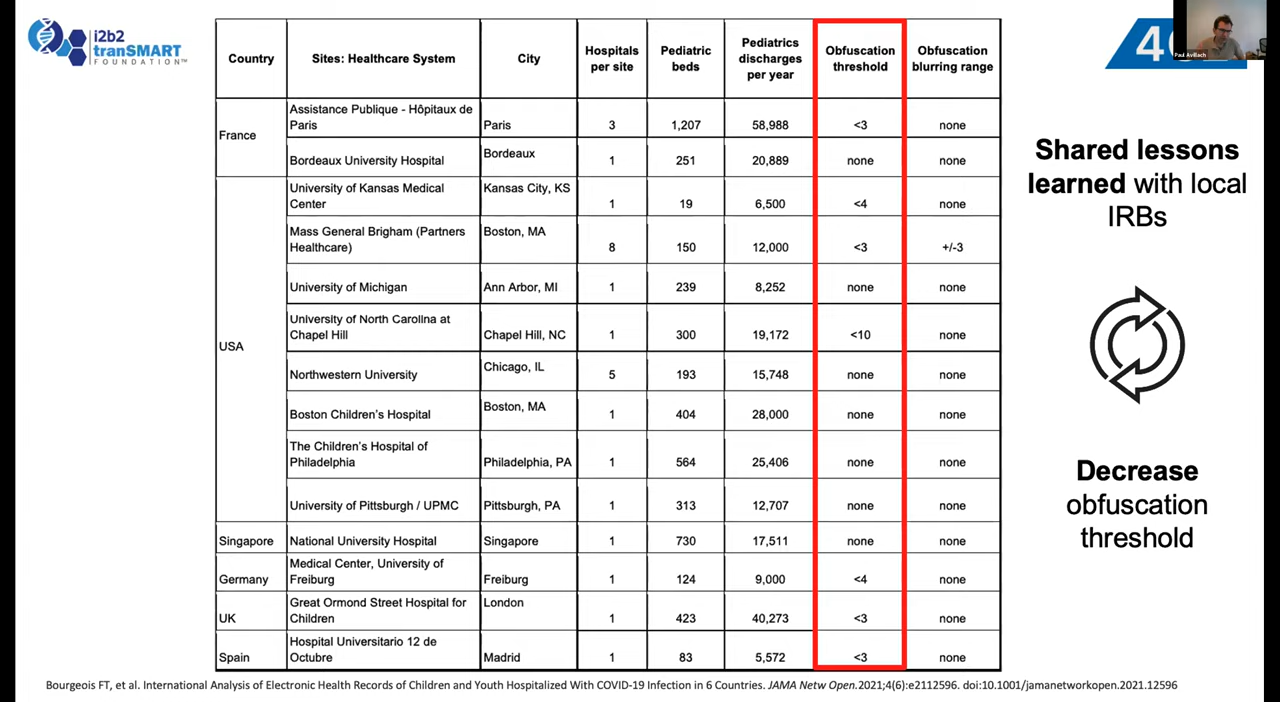 i2b2
tranSMART
FOUNDATION™
Country
Sites: Healthcare System
City
Hospitals
per site
Pediatric
beds
Pediatrics
discharges
per year
Obfuscation
threshold
Obfuscation
blurring range
France
Assistance Publique - Hôpitaux de
Paris
Paris
3
1,207
58,988
<3
none
Bordeaux University Hospital
Bordeaux
1
251
20,889
none
none
USA
University of Kansas Medical
Center
Kansas City, KS
1
19
6,500
<4
none
Mass General Brigham (Partners
Healthcare)
Boston, MA
8
150
12,000
<3
+/-3
University of Michigan
Ann Arbor, MI
1
239
8,252
none
none
University of North Carolina at
Chapel Hill
Chapel Hill, NC
1
300
19,172
<10
none
Northwestern University
Chicago, IL
5
193
15,748
none
none
Boston Children's Hospital
Boston, MA
1
404
28,000
none
none
The Children's Hospital of
Philadelphia
Philadelphia, PA
1
564
25,406
none
none
University of Pittsburgh / UPMC
Pittsburgh, PA
1
313
12,707
none
none
Singapore
National University Hospital
Singapore
1
730
17,511
none
none
Germany
Medical Center, University of
Freiburg
Freiburg
1
124
9,000
<4
none
UK
Great Ormond Street Hospital for
Children
London
1
423
40,273
<3
none
Spain
Hospital Universitario 12 de
Octubre
Madrid
1
83
5,572
<3
none
Paul Avillach
Shared lessons
learned with local
IRBs
Decrease
obfuscation
threshold
Bourgeois FT, et al. International Analysis of Electronic Health Records of Children and Youth Hospitalized With COVID-19 Infection in 6 Countries. JAMA Netw Open.2021;4(6):e2112596. doi:10.1001/jamanetworkopen.2021.12596